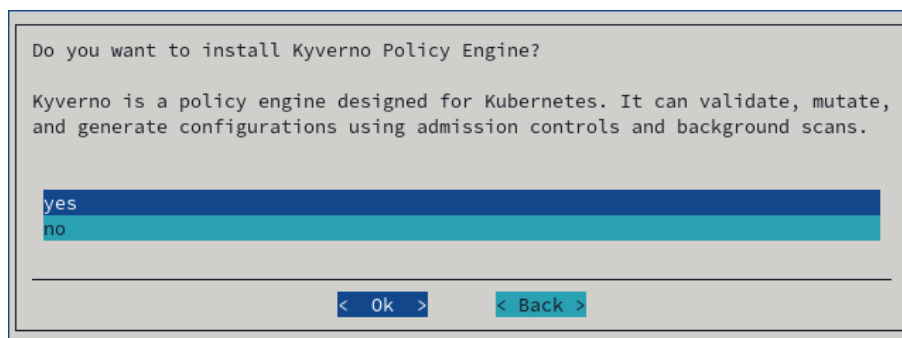 Do you want to install Kyverno Policy Engine?
Kyverno is a policy engine designed for Kubernetes. It can validate, mutate,
and generate configurations using admission controls and background scans.
yes
no
< Ok > < Back >